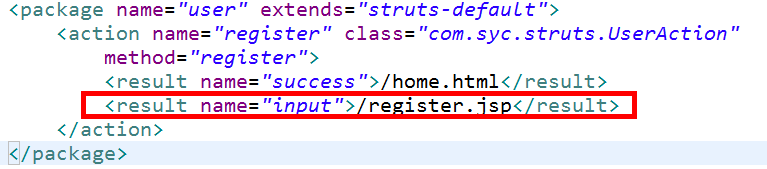 <package name="user" extends="struts-default">
<action name="register" class="com.syc.struts.UserAction"
method="register">
<result name="success">/home.html</result>
<result name="input">/register.jsp</result>
</action>
</package>